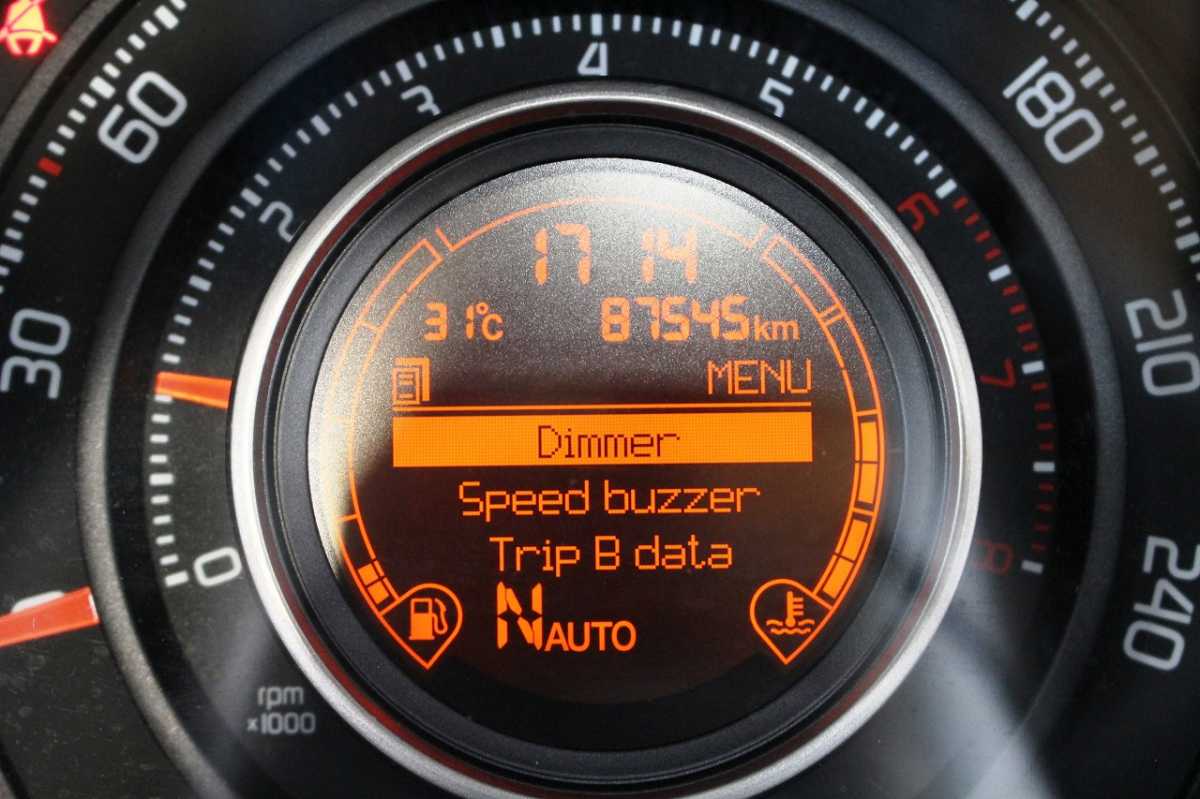 60
180
4
3
5
2
6
17 14
31°C
87545km
30
210
MENU
7
Dimmer
Speed buzzer
Trip B data
0
8
240
N AUTO
rpm
x1000